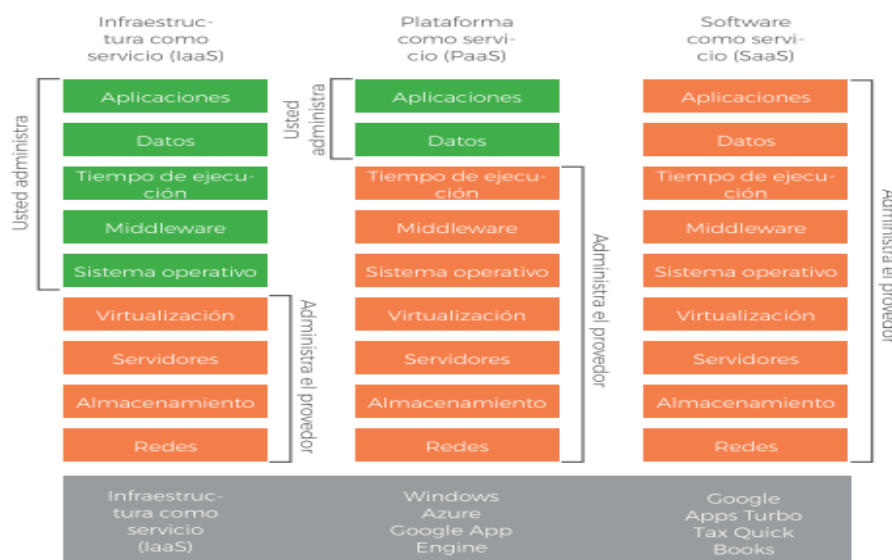 Infraestruc-
tura como
servicio (IaaS)
Usted administra
Aplicaciones
Datos
Tiempo de ejecu-
ción
Middleware
Sistema operativo
Virtualización
Servidores
Almacenamiento
Redes
Administra el provedor
Infraestruc-
tura como
servicio
(IaaS)
Plataforma
como servi-
cio (PaaS)
Usted
administra
Aplicaciones
Datos
Tiempo de ejecu-
ción
Middleware
Sistema operativo
Virtualización
Servidores
Almacenamiento
Redes
Administra el provedor
Windows
Azure
Google App
Engine
Software
como servi-
cio (SaaS)
Aplicaciones
Datos
Tiempo de ejecu-
ción
Middleware
Sistema operativo
Virtualización
Servidores
Almacenamiento
Redes
Administra el provedor
Google
Apps Turbo
Tax Quick
Books